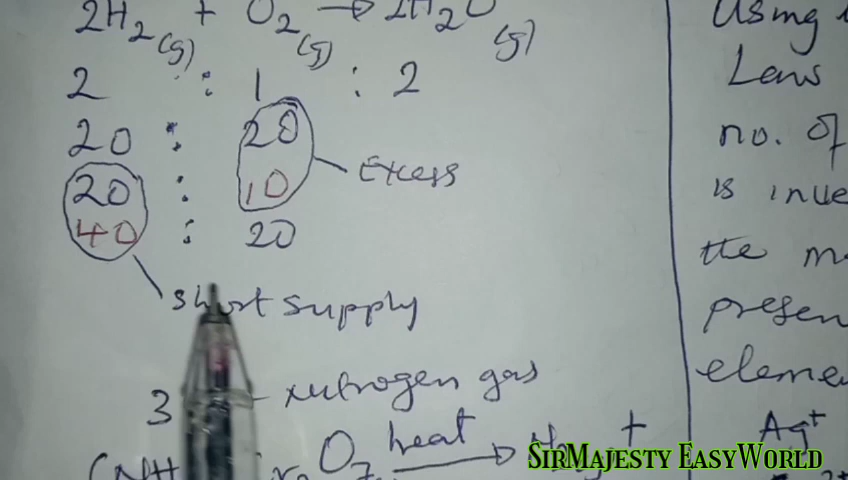 2H2(g) + O2(g) → 2H2O(g)
2 : 1 : 2
20 : 20
20 : 10 Excess
40 : 20
short supply
3 - nitrogen gas
O7 heat → +
Using
Laws
no. of
is inve
the m
presen
eleme
Ag+
SirMajesty EasyWorld